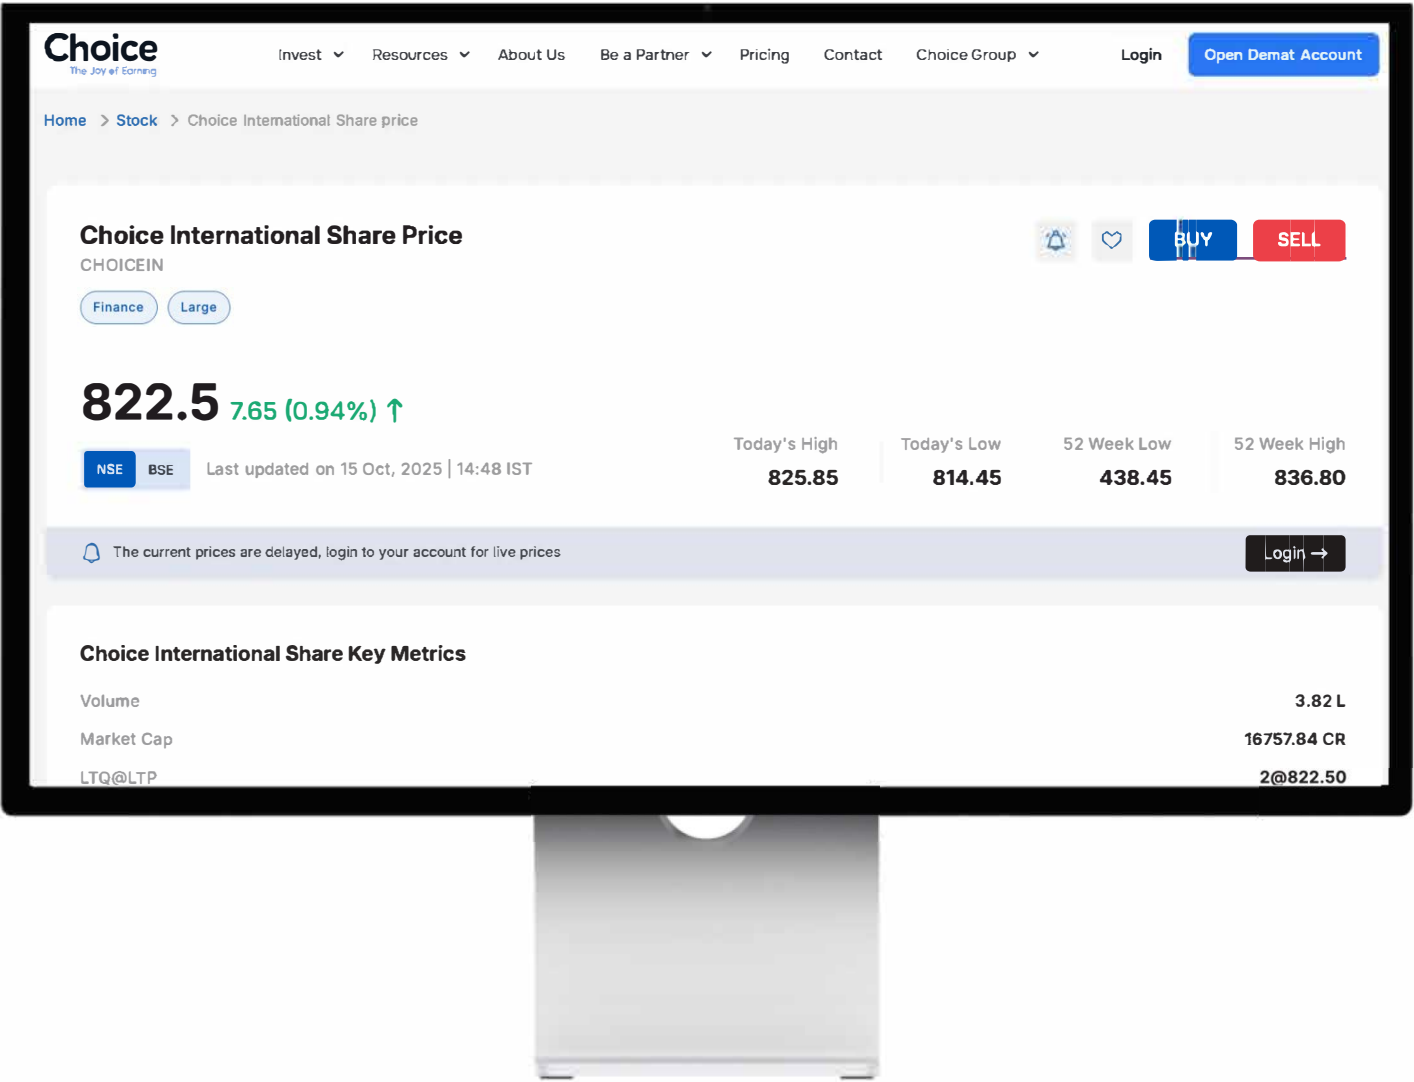 Choice
The Joy of Earning
Invest Resources About Us Be a Partner Pricing Contact Choice Group Login Open Demat Account
Home > Stock > Choice International Share price
Choice International Share Price
CHOICEIN
BUY SELL
Finance Large
822.5 7.65 (0.94%) ↑
NSE BSE Last updated on 15 Oct, 2025 | 14:48 IST
Today's High Today's Low 52 Week Low 52 Week High
825.85 814.45 438.45 836.80
The current prices are delayed, login to your account for live prices Login →
Choice International Share Key Metrics
Volume 3.82 L
Market Cap 16757.84 CR
LTQ@LTP 2@822.50